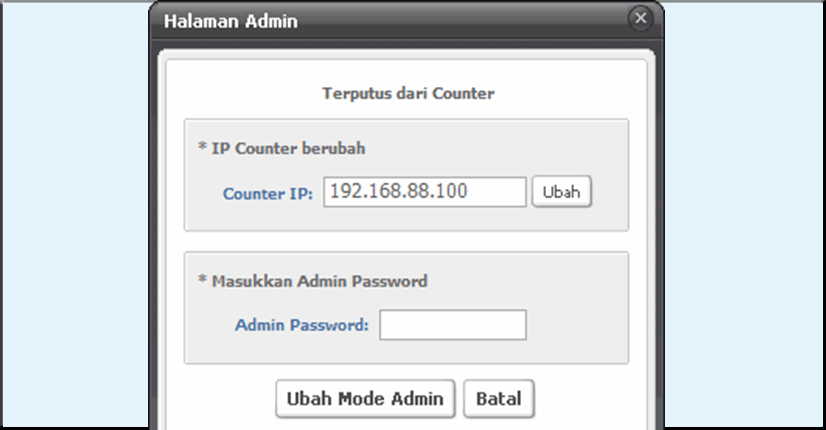 Halaman Admin
Terputus dari Counter
* IP Counter berubah
Counter IP: 192.168.88.100 Ubah
* Masukkan Admin Password
Admin Password:
Ubah Mode Admin Batal